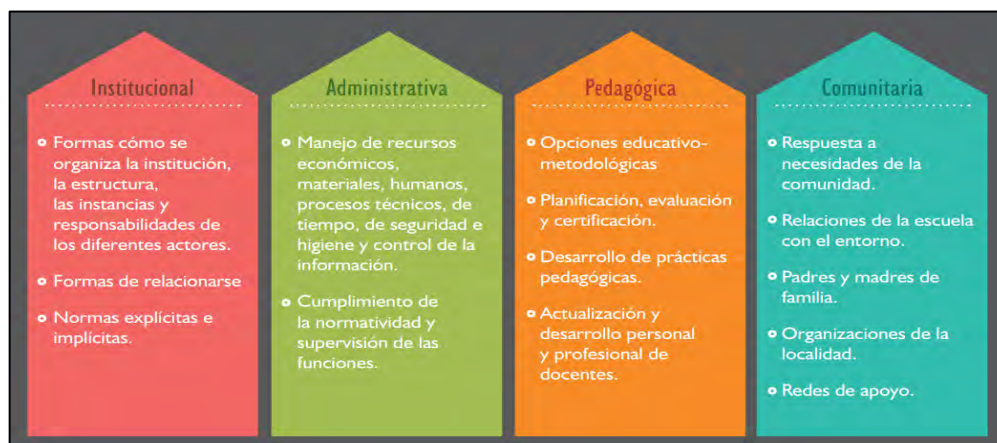 Institucional
Formas cómo se
organiza la institución,
la estructura,
las instancias y
responsabilidades de
los diferentes actores.
Formas de relacionarse
Normas explícitas e
implícitas.
Administrativa
Manejo de recursos
económicos,
materiales, humanos,
procesos técnicos, de
tiempo, de seguridad e
higiene y control de la
información.
Cumplimiento de
la normatividad y
supervisión de las
funciones.
Pedagógica
Opciones educativo-
metodológicas
Planificación, evaluación
y certificación.
Desarrollo de prácticas
pedagógicas.
Actualización y
desarrollo personal
y profesional de
docentes.
Comunitaria
Respuesta a
necesidades de la
comunidad.
Relaciones de la escuela
con el entorno.
Padres y madres de
familia.
Organizaciones de la
localidad.
Redes de apoyo.